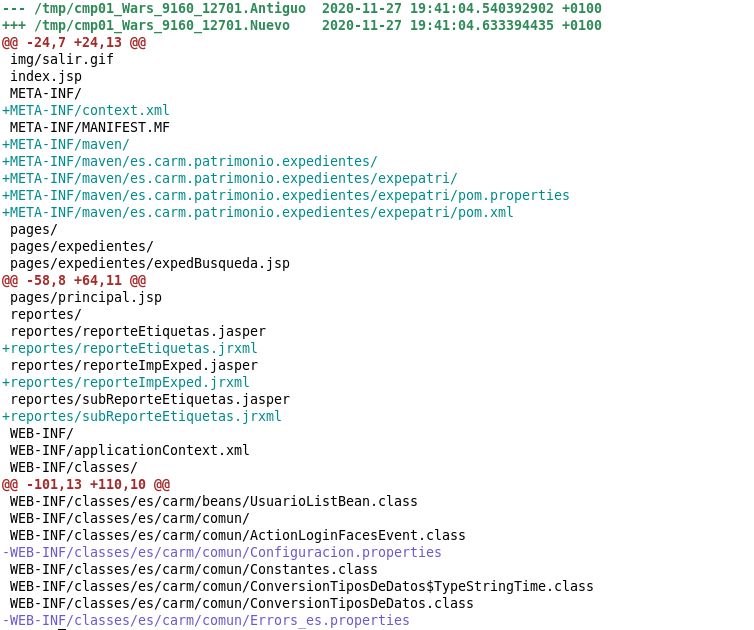 --- /tmp/cmp01_Wars_9160_12701.Antiguo  2020-11-27 19:41:04.540392902 +0100
+++ /tmp/cmp01_Wars_9160_12701.Nuevo    2020-11-27 19:41:04.633394435 +0100
@@ -24,7 +24,13 @@
 img/salir.gif
 index.jsp
 META-INF/
+META-INF/context.xml
 META-INF/MANIFEST.MF
+META-INF/maven/
+META-INF/maven/es.carm.patrimonio.expedientes/
+META-INF/maven/es.carm.patrimonio.expedientes/expepatri/
+META-INF/maven/es.carm.patrimonio.expedientes/expepatri/pom.properties
+META-INF/maven/es.carm.patrimonio.expedientes/expepatri/pom.xml
 pages/
 pages/expedientes/
 pages/expedientes/expedBusqueda.jsp
@@ -58,8 +64,11 @@
 pages/principal.jsp
 reportes/
 reportes/reporteEtiquetas.jasper
+reportes/reporteEtiquetas.jrxml
 reportes/reporteImpExped.jasper
+reportes/reporteImpExped.jrxml
 reportes/subReporteEtiquetas.jasper
+reportes/subReporteEtiquetas.jrxml
 WEB-INF/
 WEB-INF/applicationContext.xml
 WEB-INF/classes/
@@ -101,13 +110,10 @@
 WEB-INF/classes/es/carm/beans/UsuarioListBean.class
 WEB-INF/classes/es/carm/comun/
 WEB-INF/classes/es/carm/comun/ActionLoginFacesEvent.class
-WEB-INF/classes/es/carm/comun/Configuracion.properties
 WEB-INF/classes/es/carm/comun/Constantes.class
 WEB-INF/classes/es/carm/comun/ConversionTiposDeDatos$TypeStringTime.class
 WEB-INF/classes/es/carm/comun/ConversionTiposDeDatos.class
-WEB-INF/classes/es/carm/comun/Errors_es.properties